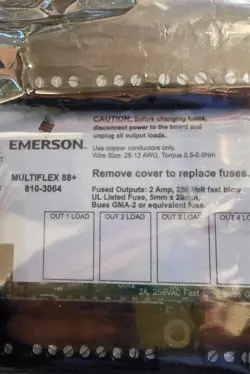 CAUTION: Before changing fuses,
disconnect power to the board and
unplug all output loads.
EMERSON™
Use copper conductors only.
Wire Size: 28-12 AWG, Torque 0.5-0.6Nm
MULTIFLEX 88+
810-3064
Remove cover to replace fuses.
Fused Outputs: 2 Amp, 250 Volt fast blow
UL Listed Fuse, 5mm x 20mm,
Buss GMA-2 or equivalent fuse.
OUT 1 LOAD
OUT 2 LOAD
OUT 3 LOAD
OUT 4 L
OUT2
2A, 250VAC Fast